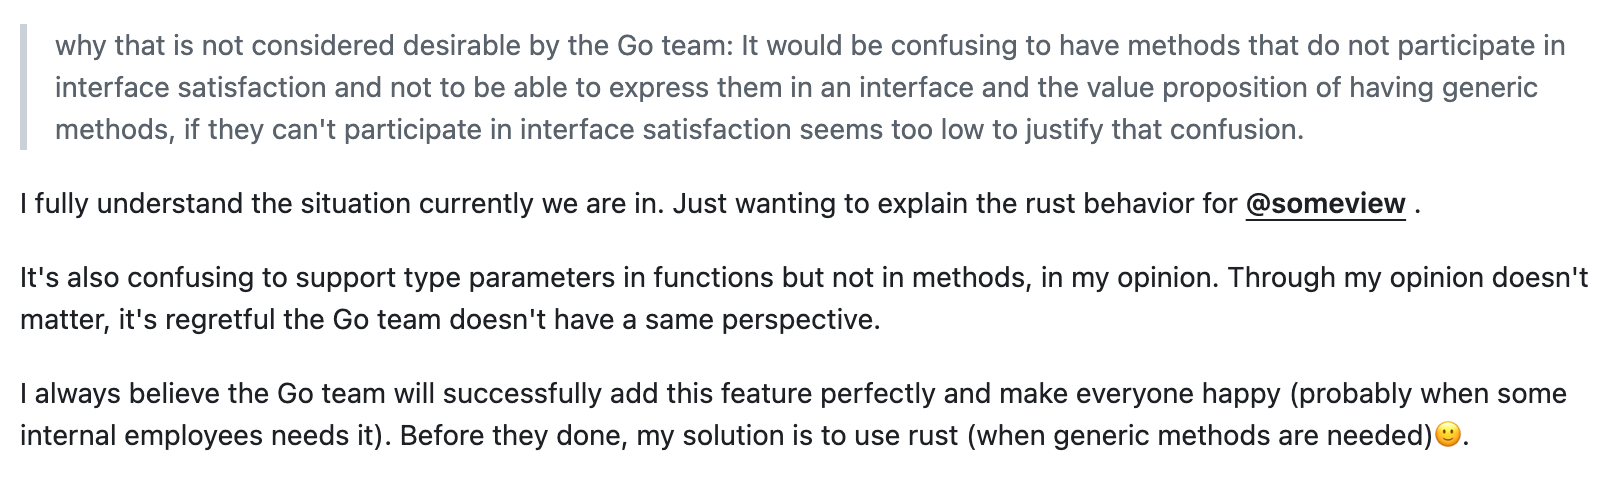 why that is not considered desirable by the Go team: It would be confusing to have methods that do not participate in
interface satisfaction and not to be able to express them in an interface and the value proposition of having generic
methods, if they can't participate in interface satisfaction seems too low to justify that confusion.
I fully understand the situation currently we are in. Just wanting to explain the rust behavior for @someview .
It's also confusing to support type parameters in functions but not in methods, in my opinion. Through my opinion doesn't
matter, it's regretful the Go team doesn't have a same perspective.
I always believe the Go team will successfully add this feature perfectly and make everyone happy (probably when some
internal employees needs it). Before they done, my solution is to use rust (when generic methods are needed)🙂.